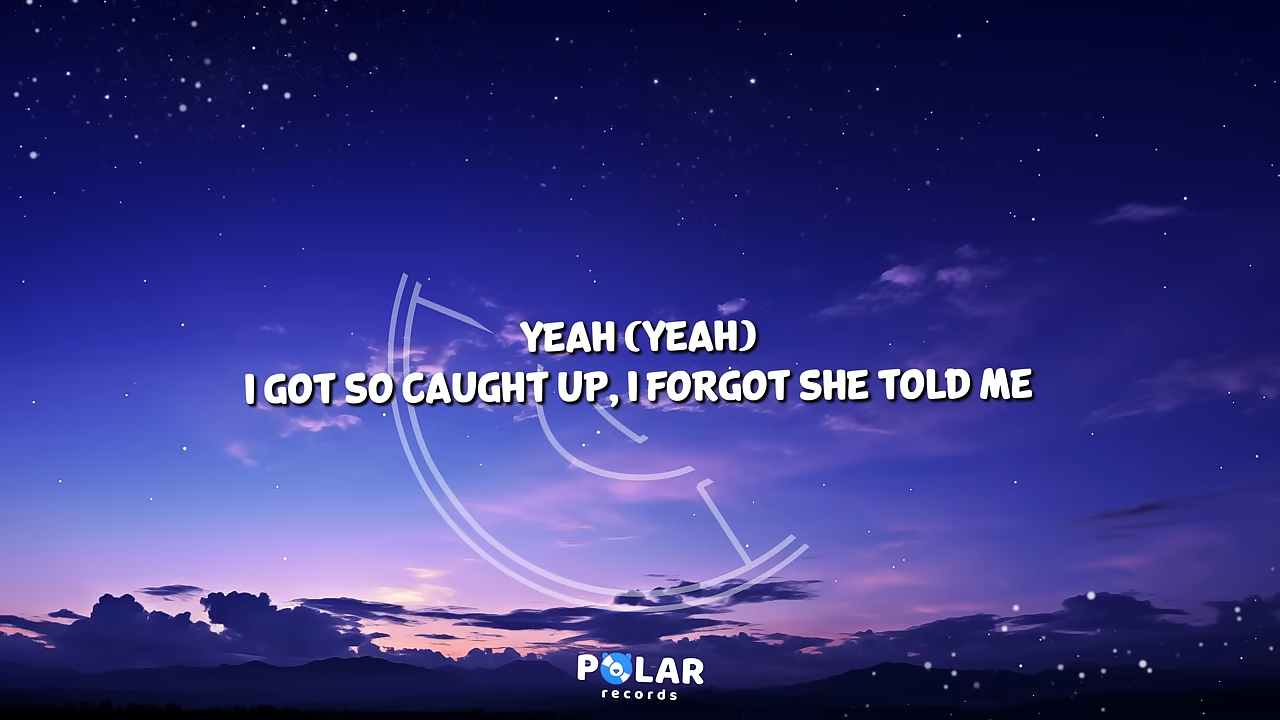 YEAH (YEAH)
I GOT SO CAUGHT UP, I FORGOT SHE TOLD ME
POLAR
records